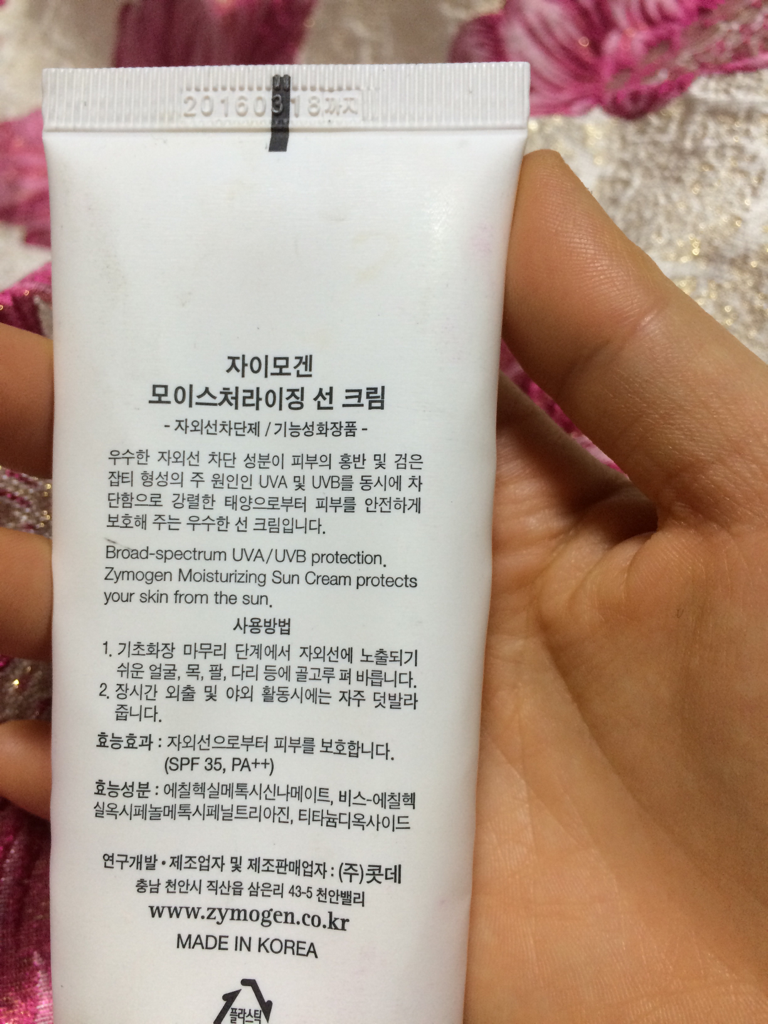 20160318까지
자이모겐
모이스처라이징 선 크림
- 자외선차단제 / 기능성화장품 -
우수한 자외선 차단 성분이 피부의 홍반 및 검은
잡티 형성의 주 원인인 UVA 및 UVB를 동시에 차
단함으로 강렬한 태양으로부터 피부를 안전하게
보호해 주는 우수한 선 크림입니다.
Broad-spectrum UVA/UVB protection.
Zymogen Moisturizing Sun Cream protects
your skin from the sun.
사용방법
1. 기초화장 마무리 단계에서 자외선에 노출되기
쉬운 얼굴, 목, 팔, 다리 등에 골고루 펴 바릅니다.
2. 장시간 외출 및 야외 활동시에는 자주 덧발라
줍니다.
효능효과 : 자외선으로부터 피부를 보호합니다.
(SPF 35, PA++)
효능성분 : 에칠헥실메톡시신나메이트, 비스-에칠헥
실옥시페놀메톡시페닐트리아진, 티타늄디옥사이드
연구개발 • 제조업자 및 제조판매업자 : (주)콧데
충남 천안시 직산읍 삼은리 43-5 천안밸리
www.zymogen.co.kr
MADE IN KOREA
플라스틱